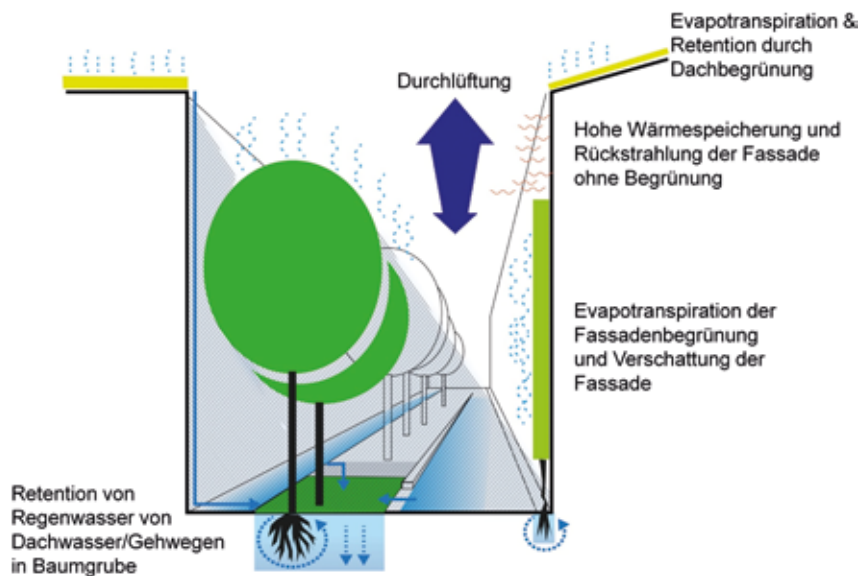 Evapotranspiration &
Retention durch
Dachbegrünung
Durchlüftung
Hohe Wärmespeicherung und
Rückstrahlung der Fassade
ohne Begrünung
Evapotranspiration der
Fassadenbegrünung
und Verschattung der
Fassade
Retention von
Regenwasser von
Dachwasser/Gehwegen
in Baumgrube